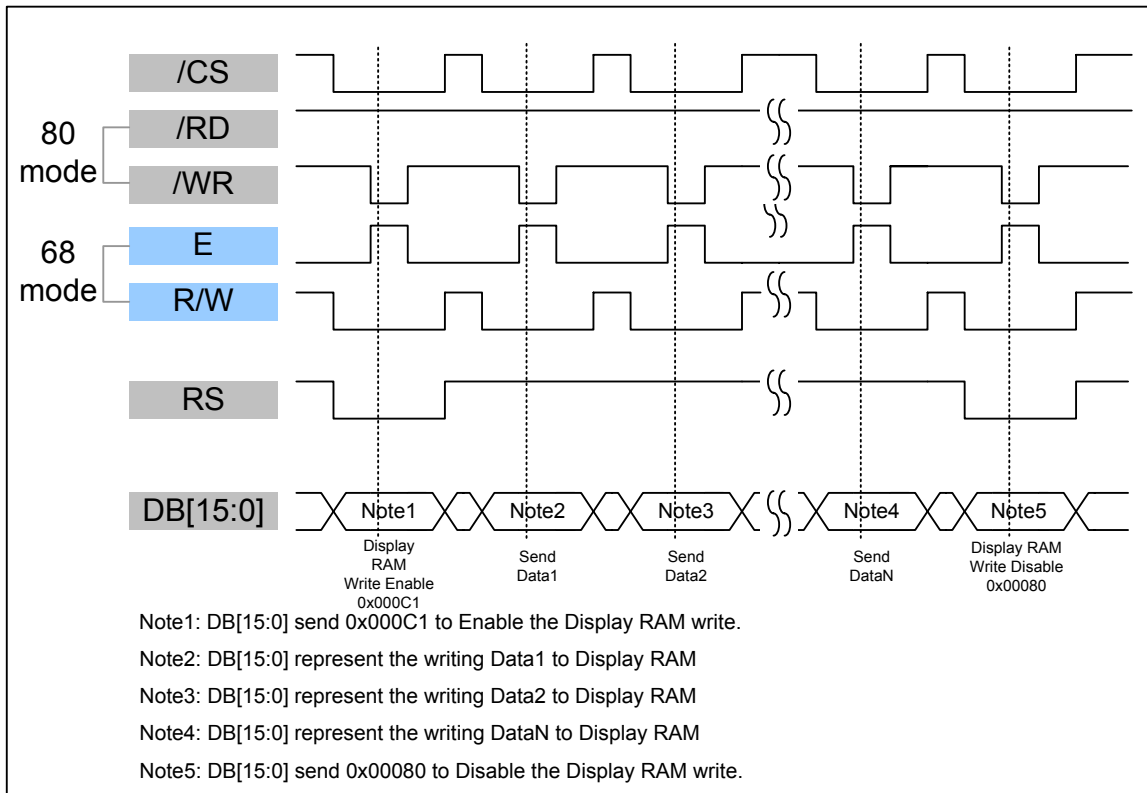 /CS
80
mode
/RD
/WR
68
mode
E
R/W
RS
DB[15:0]
Note1
Note2
Note3
Note4
Note5
Display
RAM
Write Enable
0x000C1
Send
Data1
Send
Data2
Send
DataN
Display RAM
Write Disable
0x00080
Note1: DB[15:0] send 0x000C1 to Enable the Display RAM write.
Note2: DB[15:0] represent the writing Data1 to Display RAM
Note3: DB[15:0] represent the writing Data2 to Display RAM
Note4: DB[15:0] represent the writing DataN to Display RAM
Note5: DB[15:0] send 0x00080 to Disable the Display RAM write.